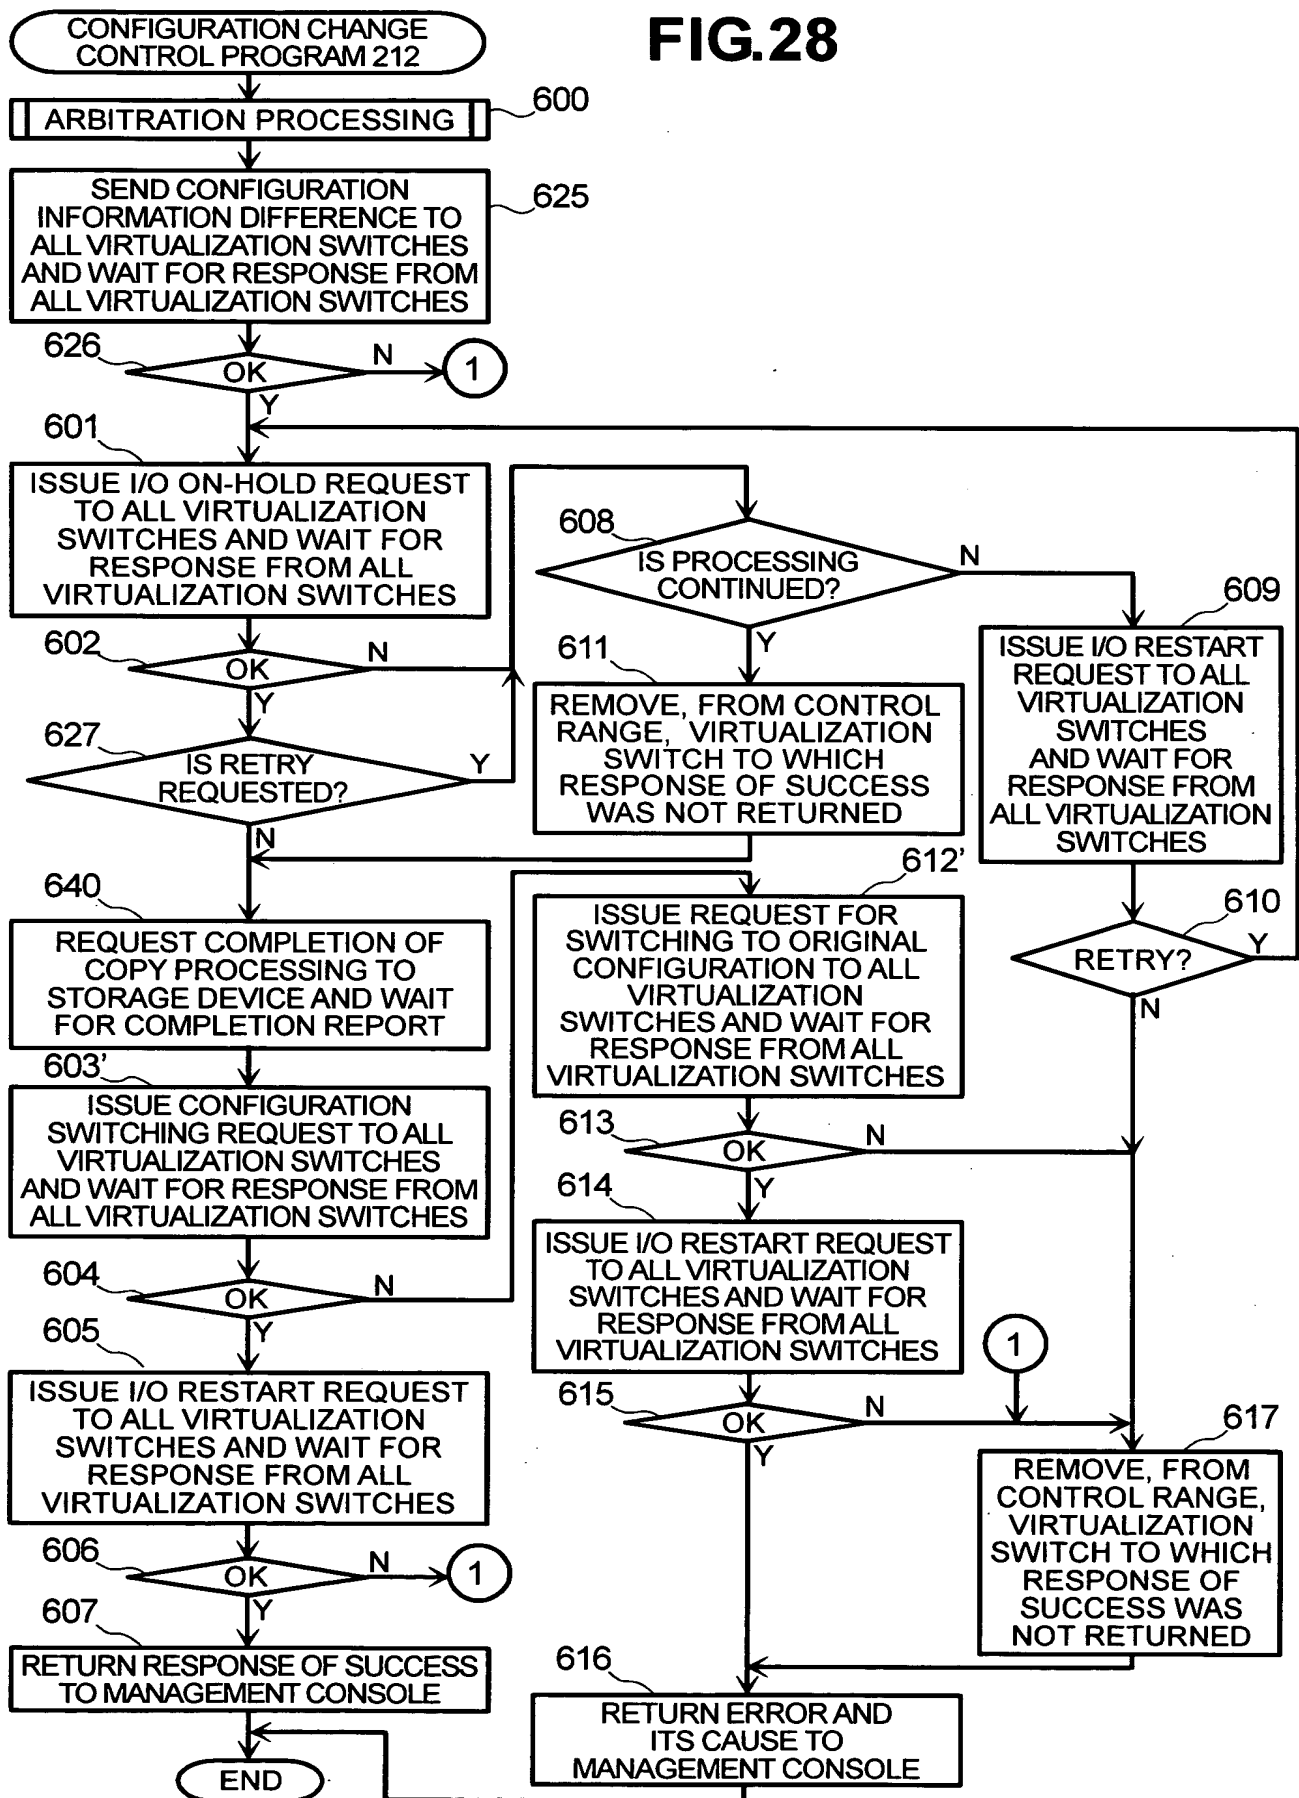 FIG.28
CONFIGURATION CHANGE
CONTROL PROGRAM 212
600
ARBITRATION PROCESSING
625
SEND CONFIGURATION
INFORMATION DIFFERENCE TO
ALL VIRTUALIZATION SWITCHES
AND WAIT FOR RESPONSE FROM
ALL VIRTUALIZATION SWITCHES
626
OK
N
1
Y
601
ISSUE I/O ON-HOLD REQUEST
TO ALL VIRTUALIZATION
SWITCHES AND WAIT FOR
RESPONSE FROM ALL
VIRTUALIZATION SWITCHES
602
OK
N
Y
627
IS RETRY
REQUESTED?
Y
N
640
REQUEST COMPLETION OF
COPY PROCESSING TO
STORAGE DEVICE AND WAIT
FOR COMPLETION REPORT
603'
ISSUE CONFIGURATION
SWITCHING REQUEST TO ALL
VIRTUALIZATION SWITCHES
AND WAIT FOR RESPONSE FROM
ALL VIRTUALIZATION SWITCHES
604
OK
N
Y
605
ISSUE I/O RESTART REQUEST
TO ALL VIRTUALIZATION
SWITCHES AND WAIT FOR
RESPONSE FROM ALL
VIRTUALIZATION SWITCHES
606
OK
N
1
Y
607
RETURN RESPONSE OF SUCCESS
TO MANAGEMENT CONSOLE
END
608
IS PROCESSING
CONTINUED?
N
Y
611
REMOVE, FROM CONTROL
RANGE, VIRTUALIZATION
SWITCH TO WHICH
RESPONSE OF SUCCESS
WAS NOT RETURNED
612'
ISSUE REQUEST FOR
SWITCHING TO ORIGINAL
CONFIGURATION TO ALL
VIRTUALIZATION
SWITCHES AND WAIT FOR
RESPONSE FROM ALL
VIRTUALIZATION SWITCHES
613
OK
N
Y
614
ISSUE I/O RESTART REQUEST
TO ALL VIRTUALIZATION
SWITCHES AND WAIT FOR
RESPONSE FROM ALL
VIRTUALIZATION SWITCHES
615
OK
N
1
Y
616
RETURN ERROR AND
ITS CAUSE TO
MANAGEMENT CONSOLE
609
ISSUE I/O RESTART
REQUEST TO ALL
VIRTUALIZATION
SWITCHES
AND WAIT FOR
RESPONSE FROM
ALL VIRTUALIZATION
SWITCHES
610
RETRY?
Y
N
617
REMOVE, FROM
CONTROL RANGE,
VIRTUALIZATION
SWITCH TO WHICH
RESPONSE OF
SUCCESS WAS
NOT RETURNED